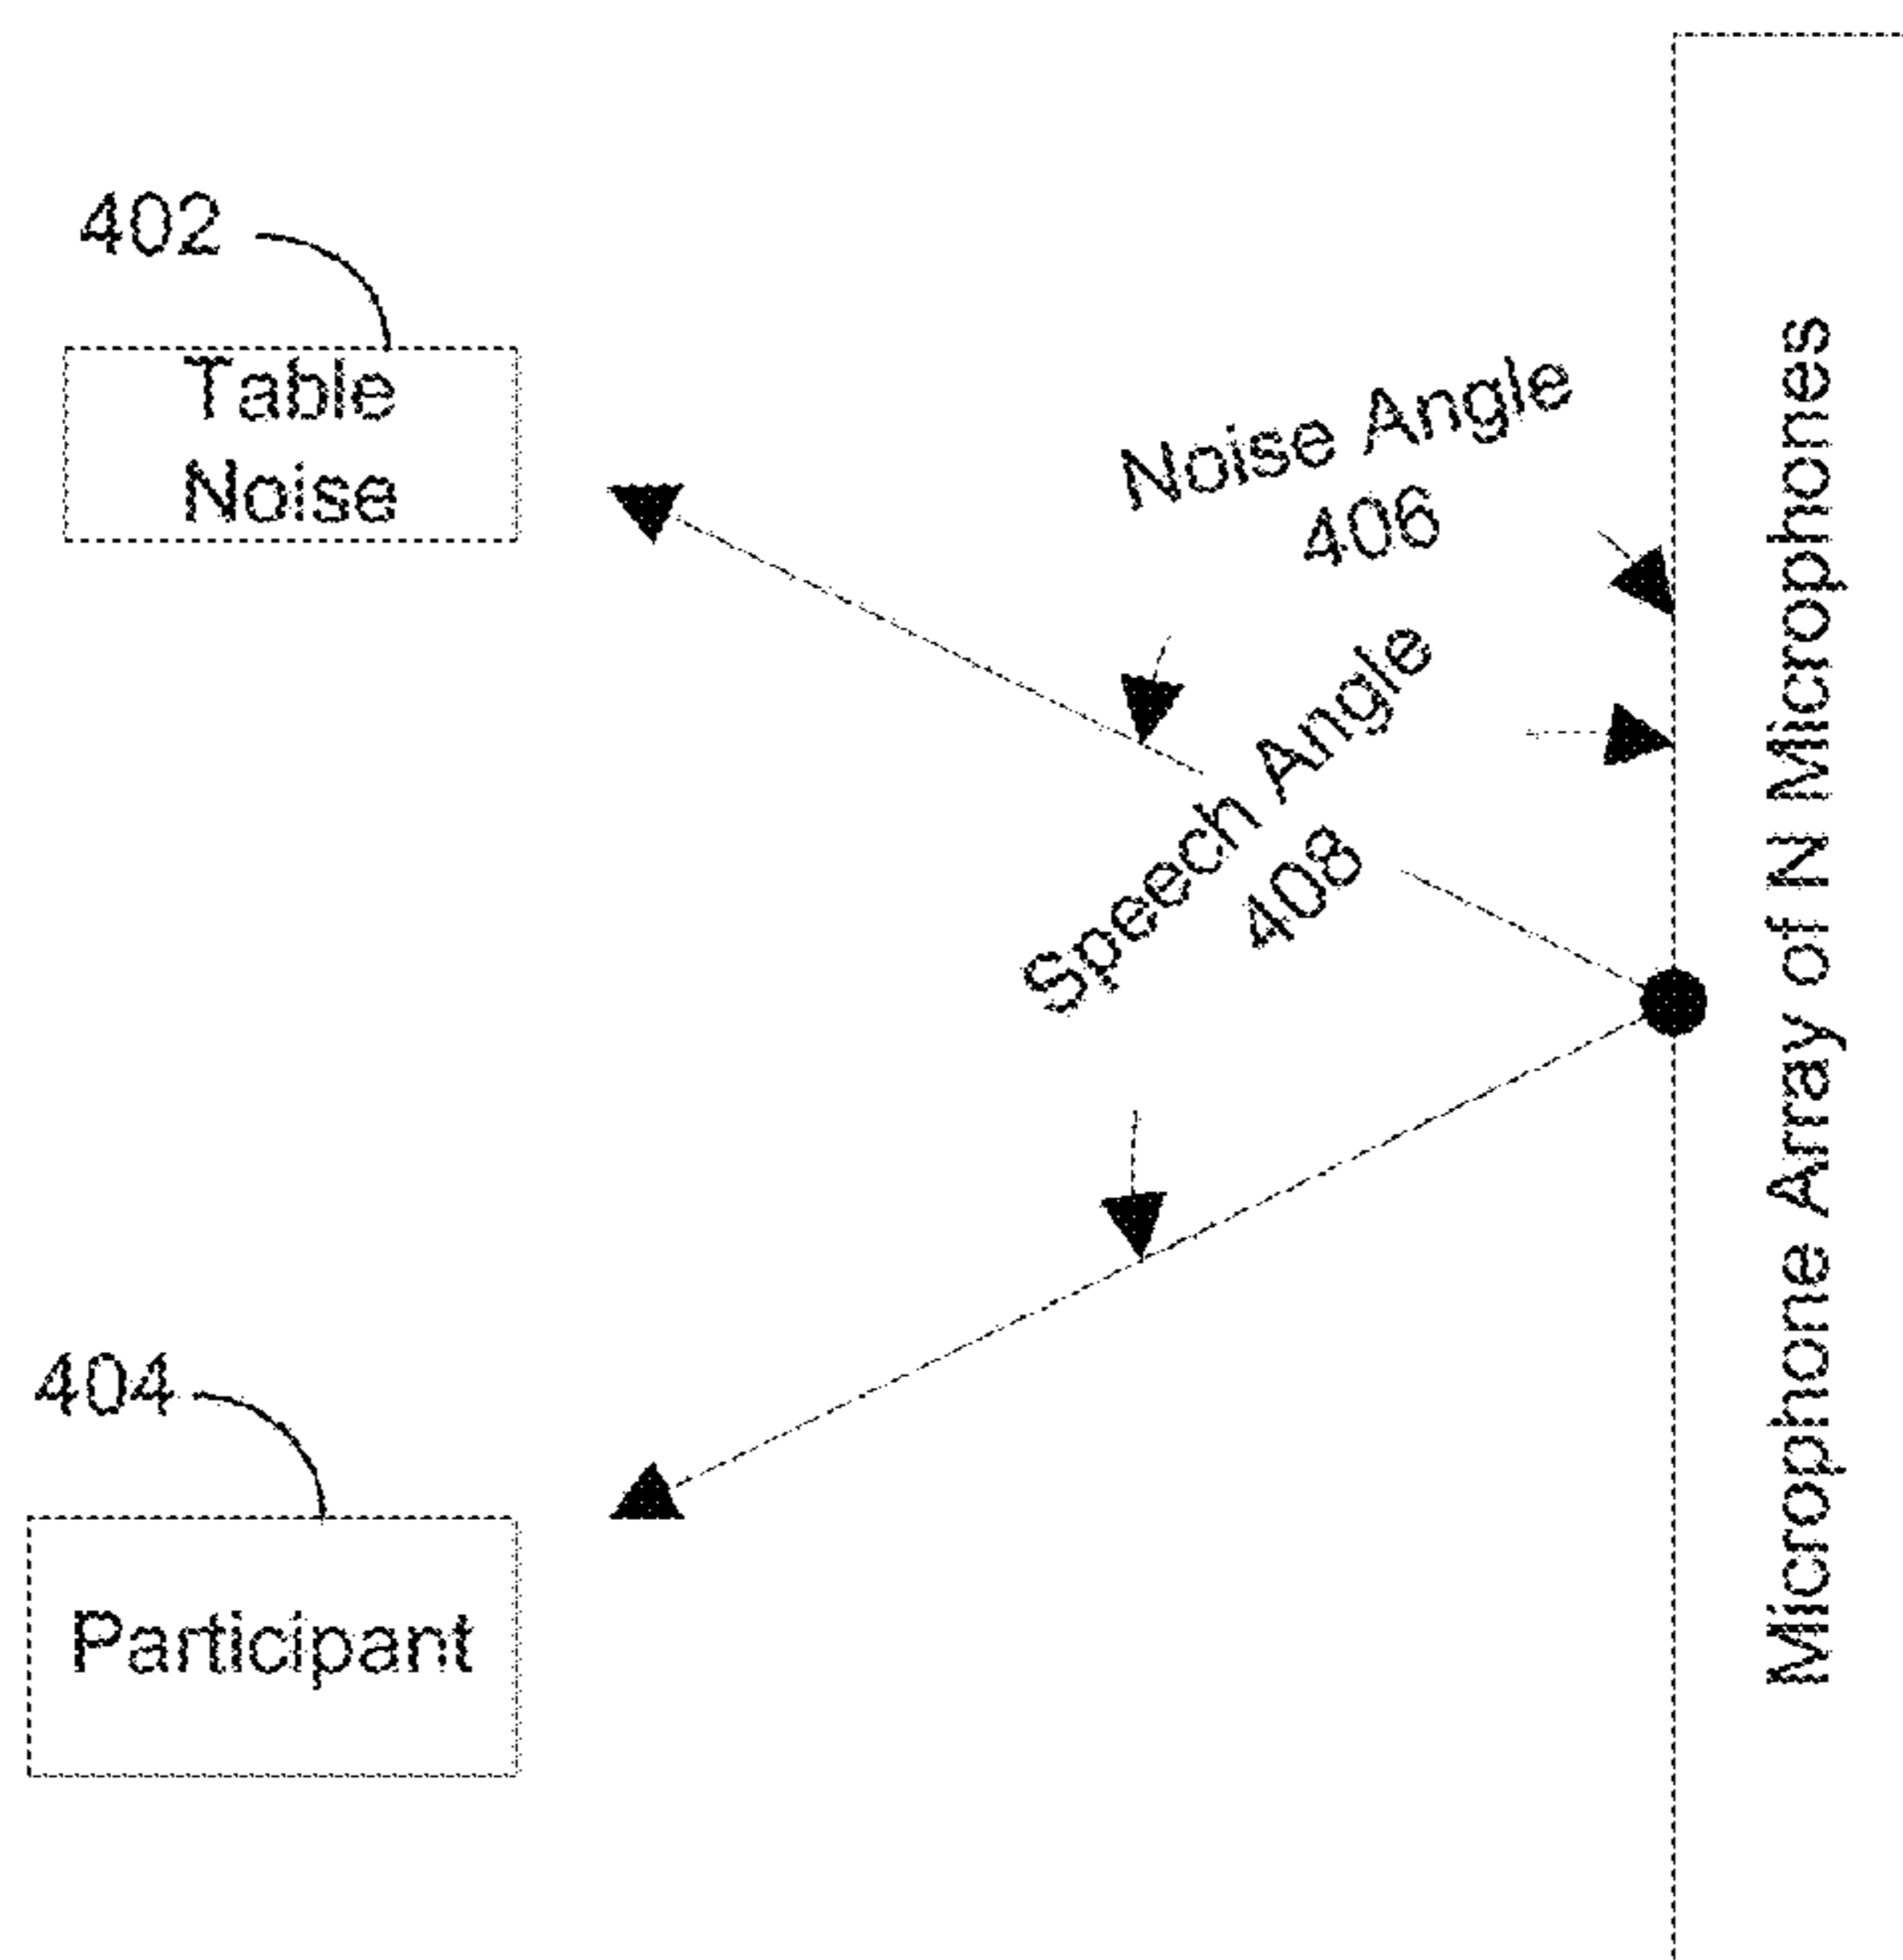 402
Table
Noise
Noise Angle
406
Speech Angle
408
Microphone Array of N Microphones
404
Participant